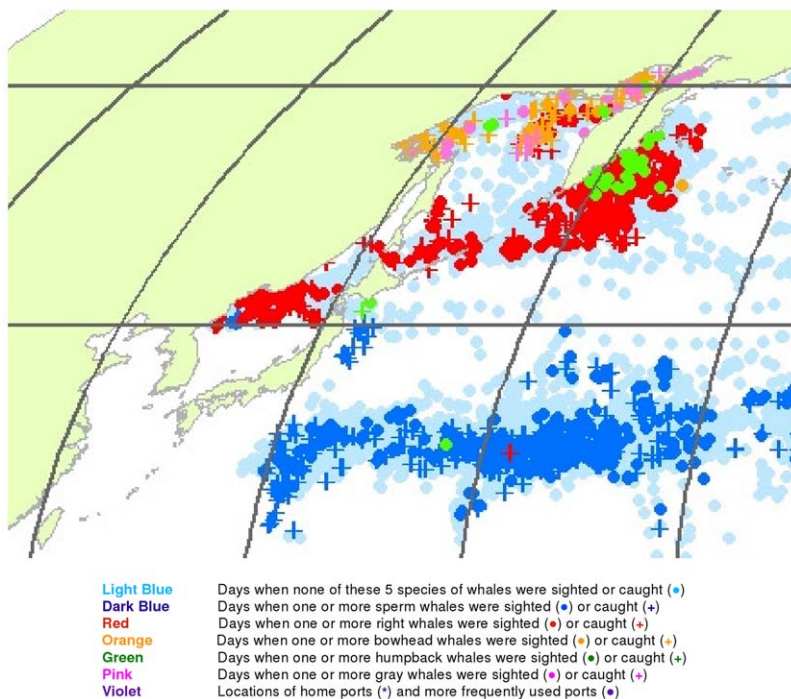 Light Blue Days when none of these 5 species of whales were sighted or caught (•)
Dark Blue Days when one or more sperm whales were sighted (•) or caught (+)
Red Days when one or more right whales were sighted (•) or caught (+)
Orange Days when one or more bowhead whales were sighted (•) or caught (+)
Green Days when one or more humpback whales were sighted (•) or caught (+)
Pink Days when one or more gray whales were sighted (•) or caught (+)
Violet Locations of home ports (*) and more frequently used ports (•)